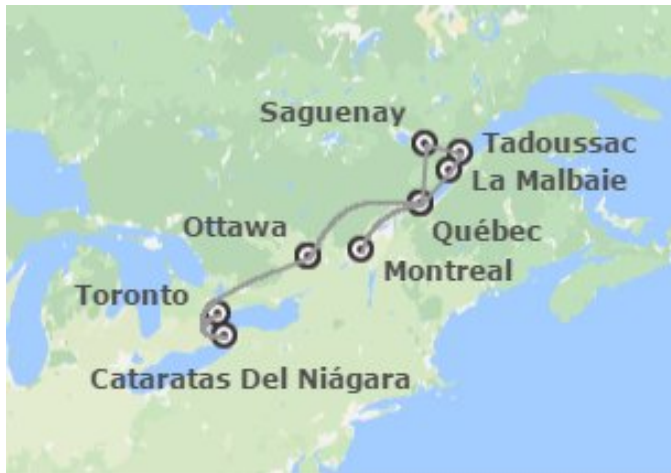 Saguenay
Tadoussac
La Malbaie
Ottawa
Québec
Montreal
Toronto
Cataratas Del Niágara